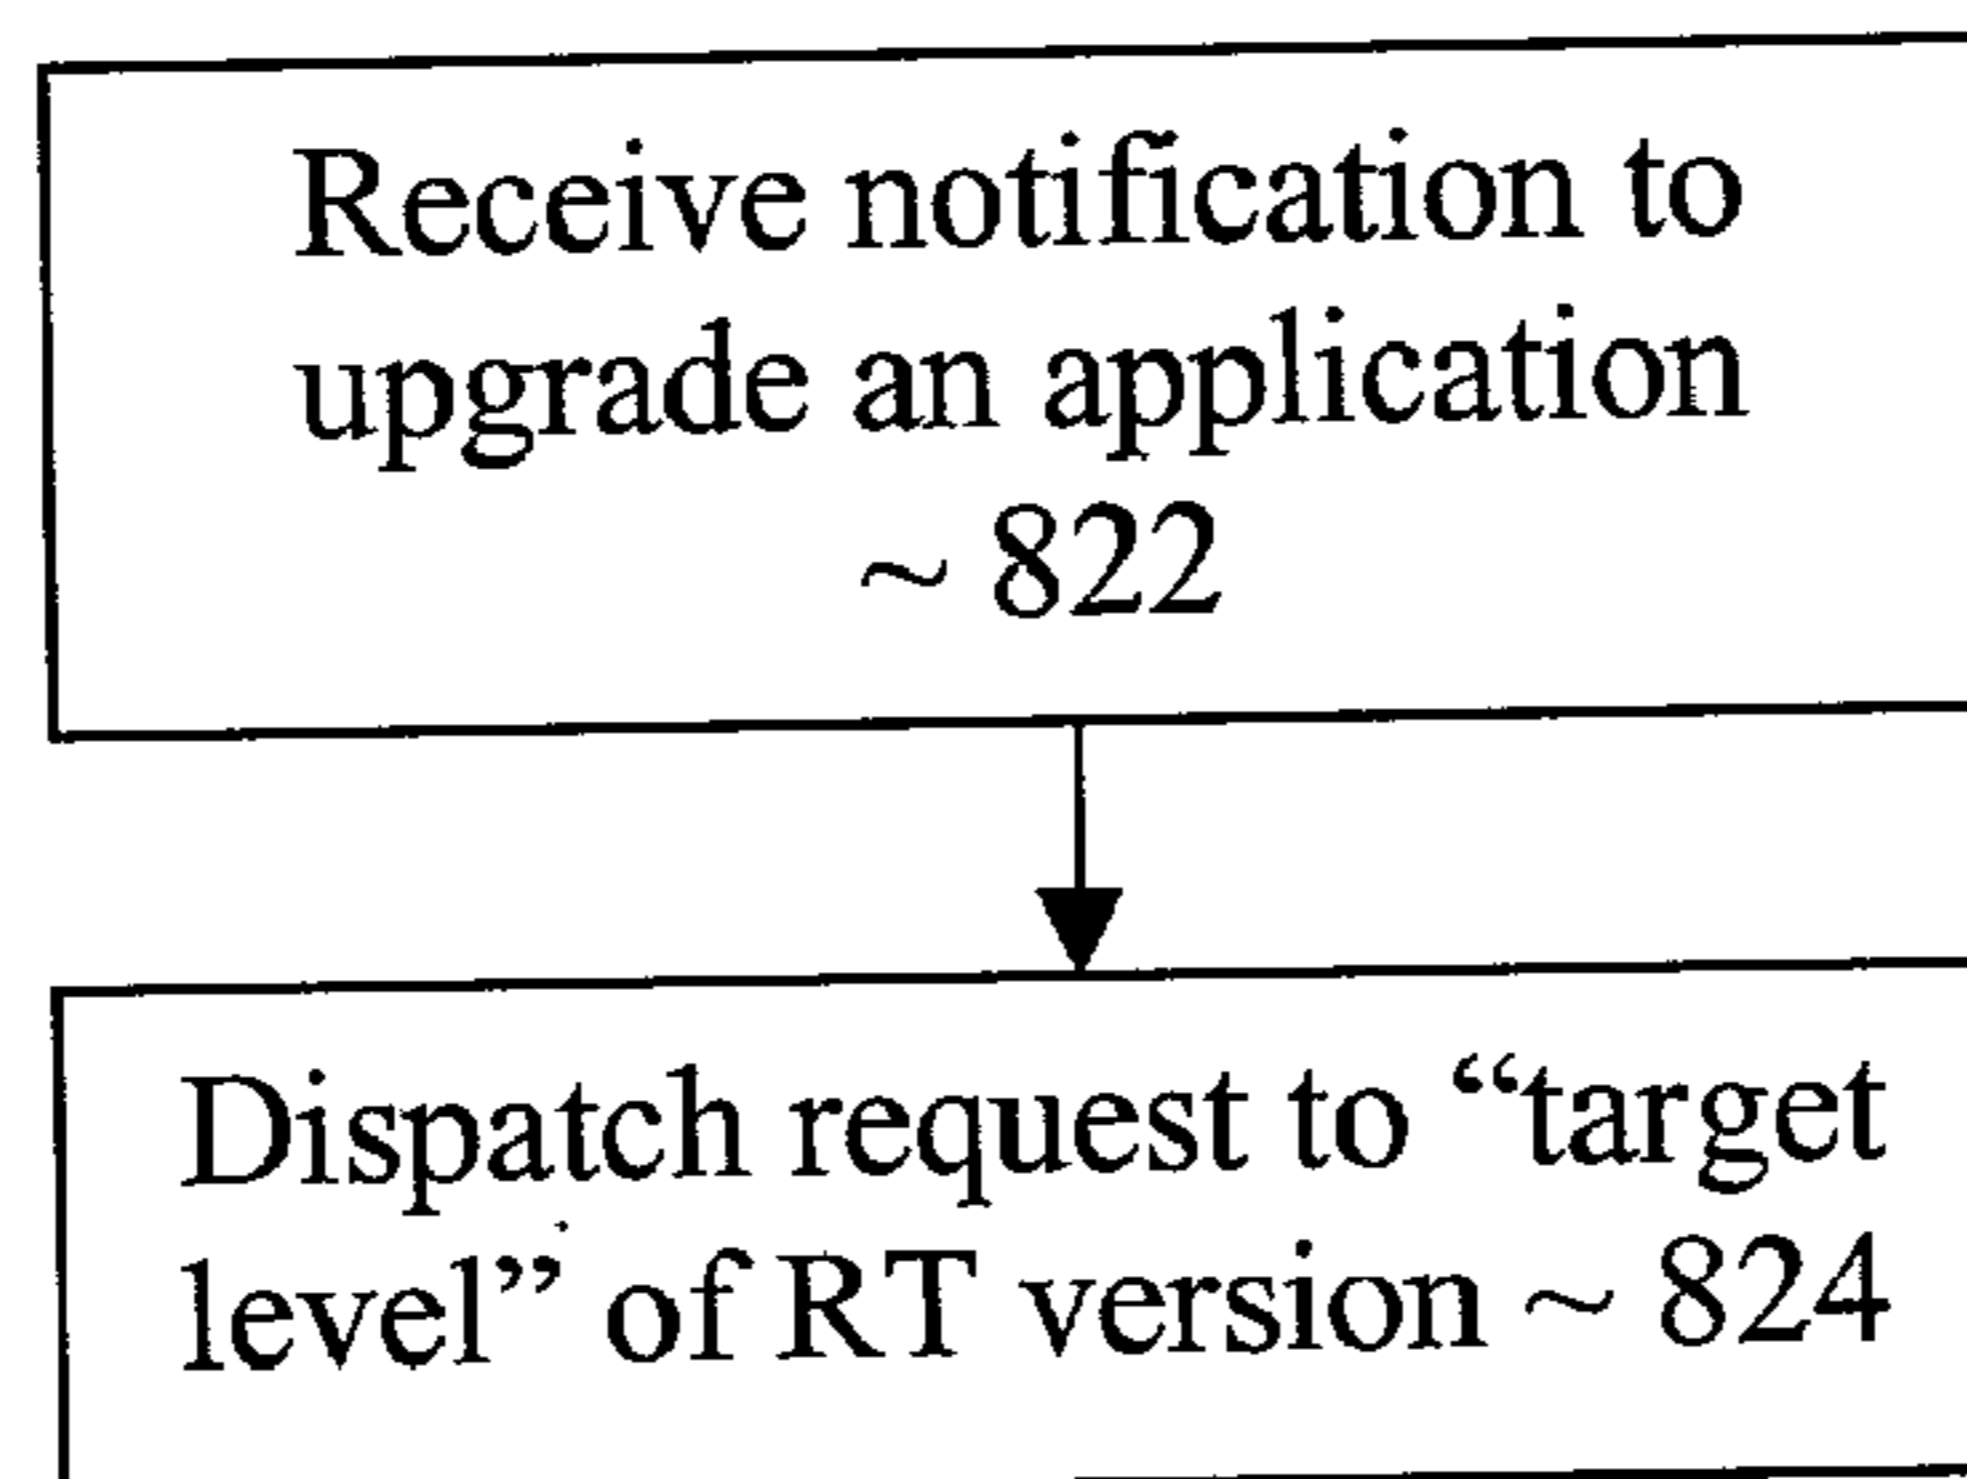 Receive notification to
upgrade an application
~ 822
Dispatch request to “target
level” of RT version ~ 824